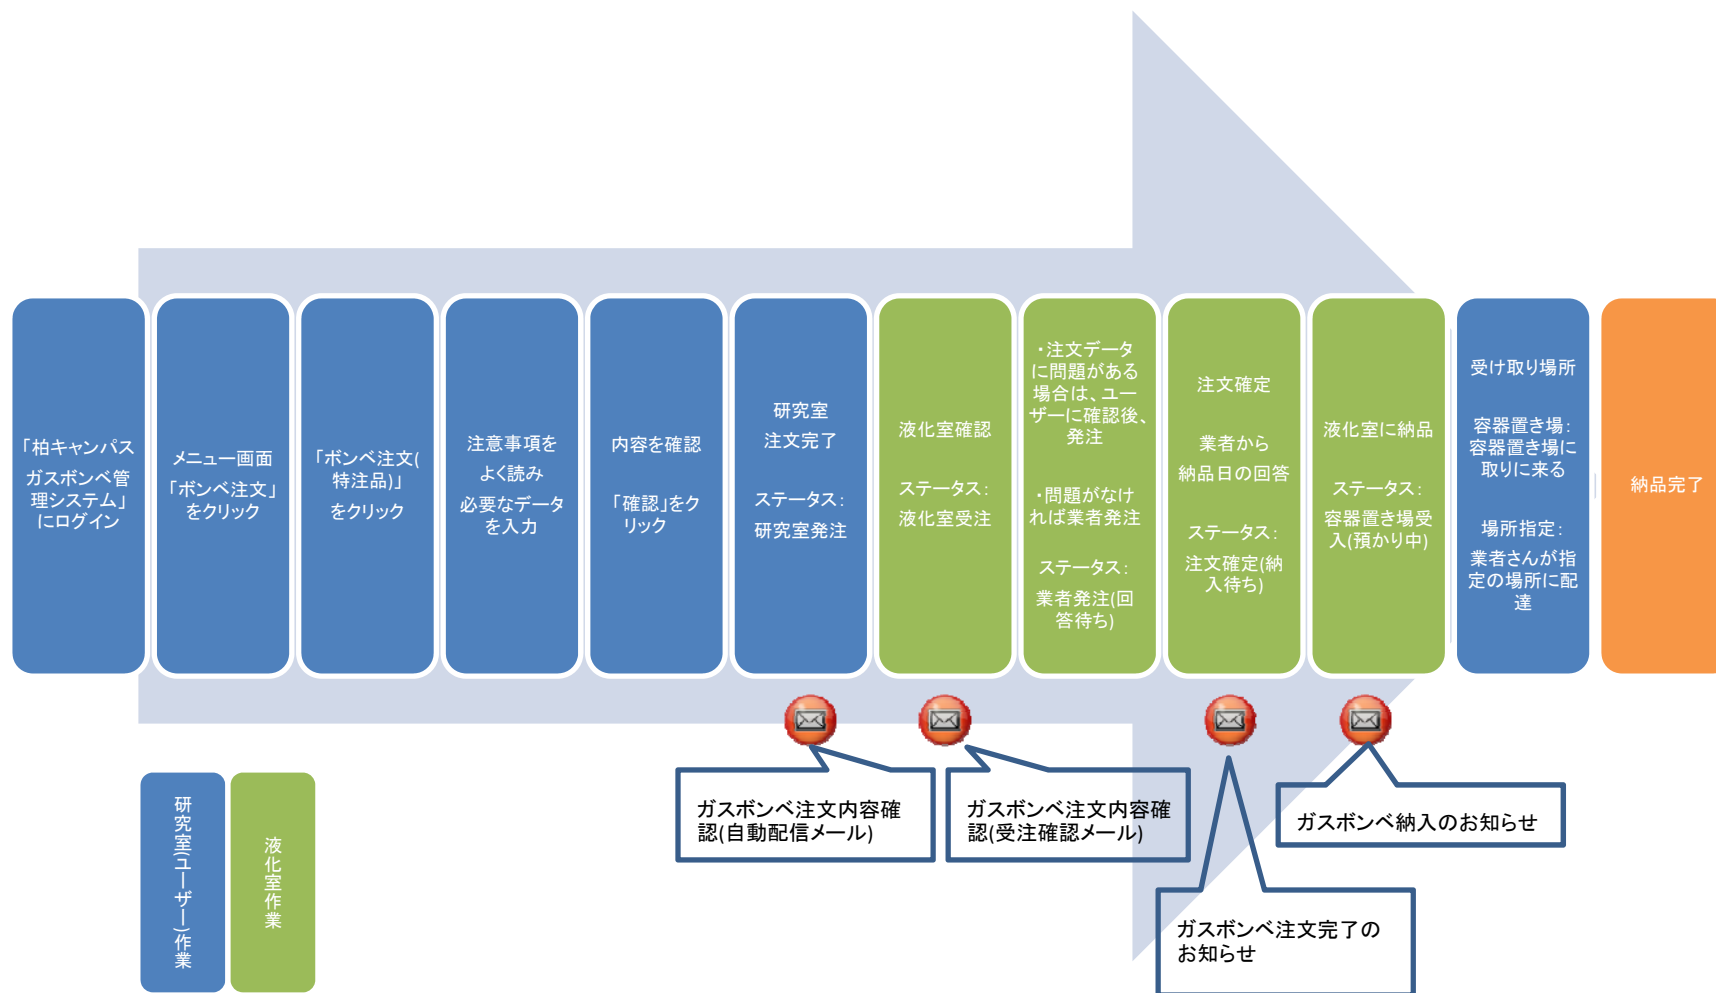 「柏キャンパス
ガスボンベ管
理システム」
にログイン
メニュー画面
「ボンベ注文」
をクリック
「ボンベ注文(
特注品)」
をクリック
注意事項を
よく読み
必要なデータ
を入力
内容を確認
「確認」をク
リック
研究室
注文完了
ステータス：
研究室発注
液化室確認
ステータス：
液化室受注
・注文データ
に問題がある
場合は、ユー
ザーに確認後、
発注
・問題がなけ
れば業者発注
ステータス：
業者発注(回
答待ち)
注文確定
業者から
納品日の回答
ステータス：
注文確定(納
入待ち)
液化室に納品
ステータス：
容器置き場受
入(預かり中)
受け取り場所
容器置き場：
容器置き場に
取りに来る
場所指定：
業者さんが指
定の場所に配
達
納品完了
ガスボンベ注文内容確
認(自動配信メール)
ガスボンベ注文内容確
認(受注確認メール)
ガスボンベ注文完了の
お知らせ
ガスボンベ納入のお知らせ
研究室(ユーザー)作業
液化室作業